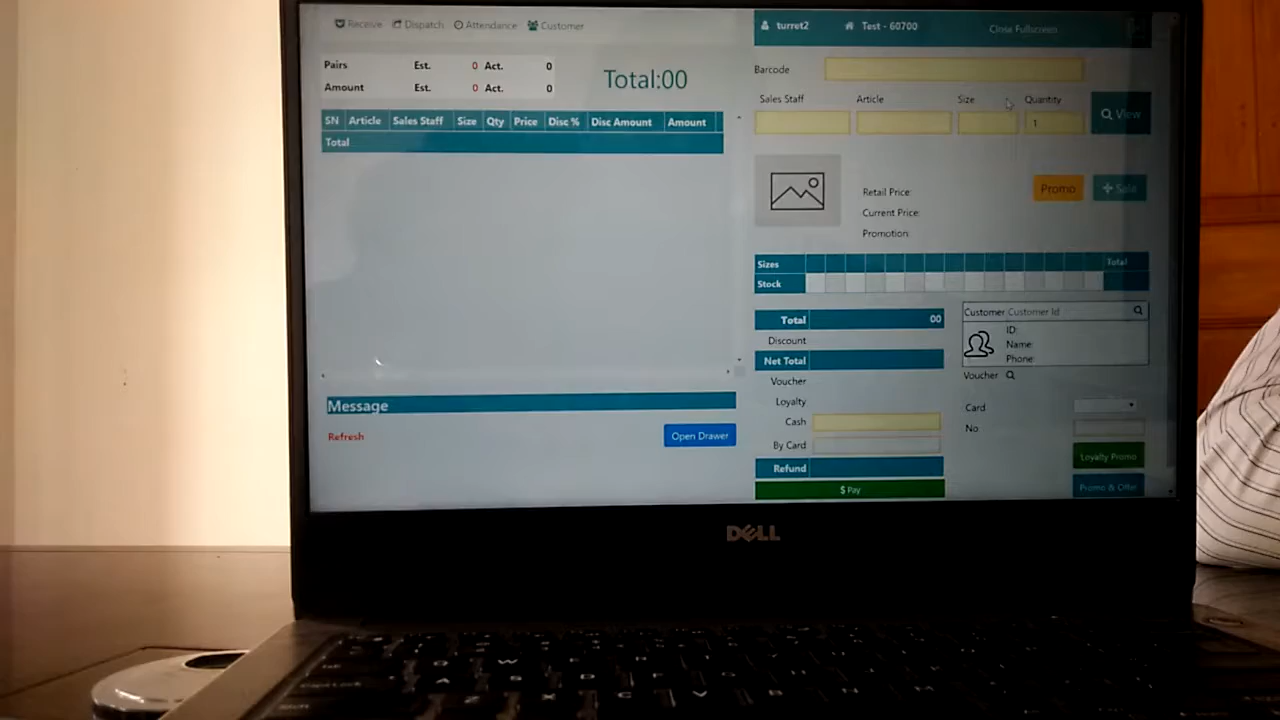 Receive Dispatch Attendance Customer
turret2 Test - 60700 Close Fullscreen
Pairs Est. 0 Act. 0
Amount Est. 0 Act. 0
Total:00
SN Article Sales Staff Size Qty Price Disc % Disc Amount Amount
Total
Message
Refresh
Open Drawer
Barcode
Sales Staff Article Size Quantity
1
View
Retail Price:
Current Price:
Promotion:
Promo
Sale
Sizes Total
Stock
Total 00
Discount
Net Total
Voucher
Loyalty
Cash
By Card
Refund
$ Pay
Customer Customer Id
ID:
Name:
Phone:
Voucher
Card
No
Loyalty Promo
Promo & Offer
DELL
W
A S D
Z X C V B N M